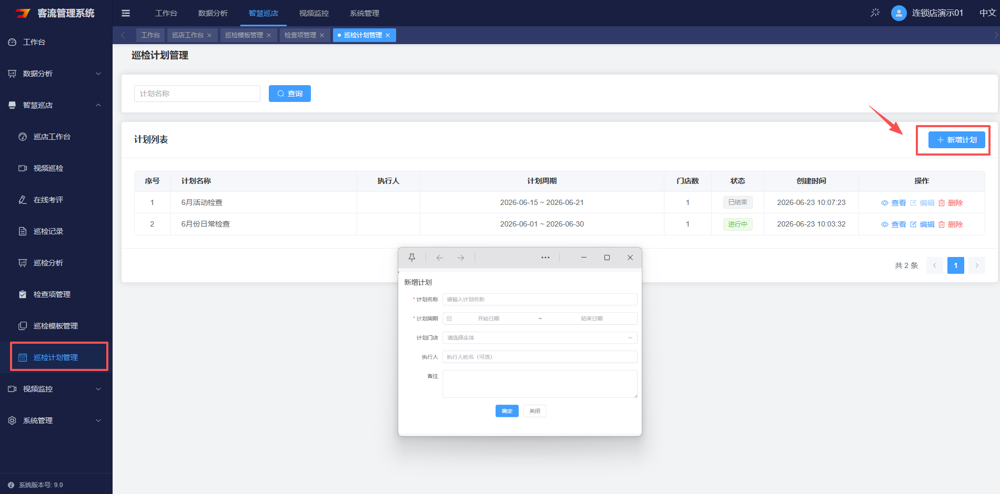 客流管理系统
工作台 数据分析 智慧巡店 视频监控 系统管理
连锁店演示01 中文
工作台 巡店工作台 巡检模板管理 检查项管理 巡检计划管理
工作台
数据分析
智慧巡店
巡店工作台
视频巡检
在线考评
巡检记录
巡检分析
检查项管理
巡检模板管理
巡检计划管理
视频监控
系统管理
系统版本号: 9.0
巡检计划管理
计划名称 查询
计划列表 新增计划
序号 计划名称 执行人 计划周期 门店数 状态 创建时间 操作
1 6月活动检查 2026-06-15 ~ 2026-06-21 1 已结束 2026-06-23 10:07:23 查看 编辑 删除
2 6月份日常检查 2026-06-01 ~ 2026-06-30 1 进行中 2026-06-23 10:03:32 查看 编辑 删除
共 2 条 1
新增计划
* 计划名称 请输入计划名称
* 计划周期 开始日期 ~ 结束日期
计划门店 请选择实体
执行人 执行人姓名（可选）
备注
确定 关闭